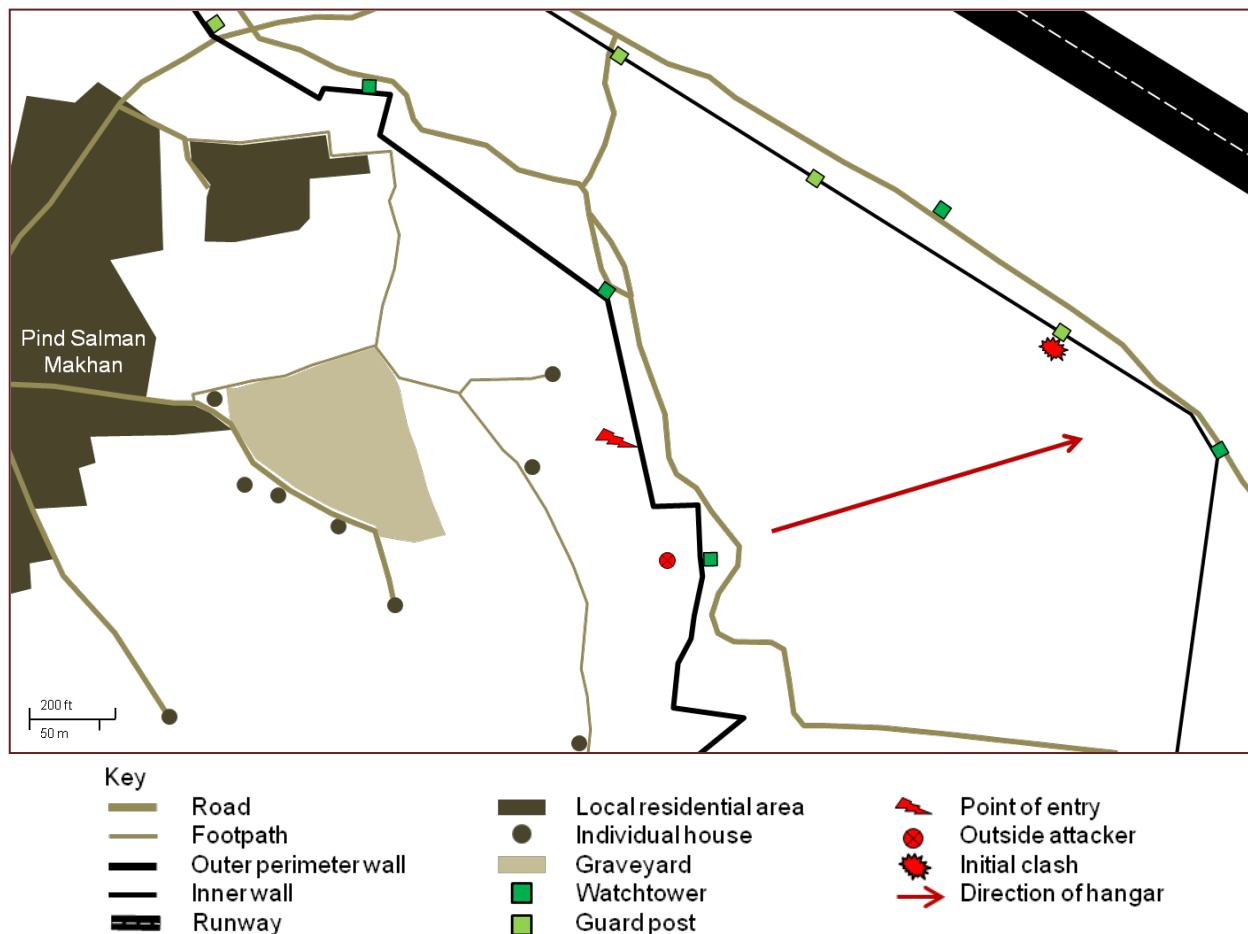 Pind Salman
Makhan
200 ft
50 m
Key
Road
Footpath
Outer perimeter wall
Inner wall
Runway
Local residential area
Individual house
Graveyard
Watchtower
Guard post
Point of entry
Outside attacker
Initial clash
Direction of hangar